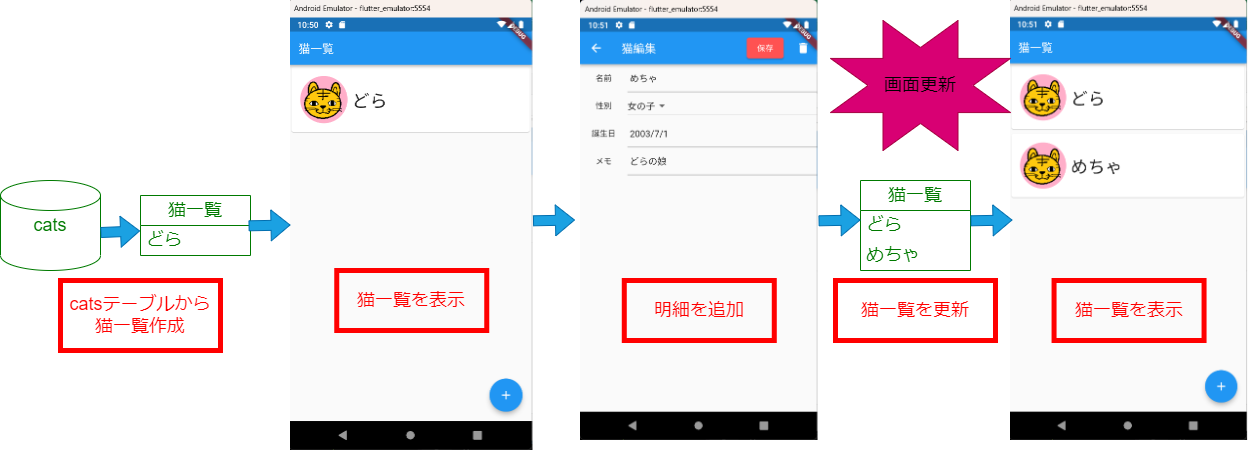 Android Emulator - flutter_emulator:5554
10:50
DEBUG
猫一覧
どら
cats
猫一覧
どら
catsテーブルから
猫一覧作成
猫一覧を表示
Android Emulator - flutter_emulator:5554
10:51
DEBUG
猫編集
保存
名前
めちゃ
性別
女の子
誕生日
2003/7/1
メモ
どらの娘
明細を追加
画面更新
猫一覧
どら
めちゃ
猫一覧を更新
Android Emulator - flutter_emulator:5554
10:51
DEBUG
猫一覧
どら
めちゃ
猫一覧を表示